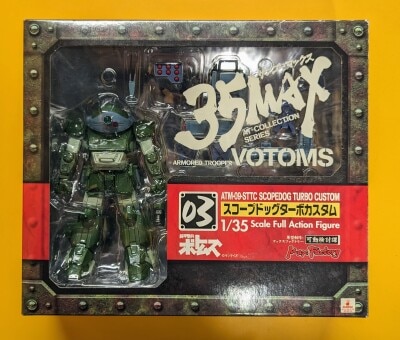 35MAX
AT-COLLECTION
SERIES
ARMORED TROOPER
VOTOMS
ATM-09-STTC SCOPEDOG TURBO CUSTOM
03
スコープドッグターボカスタム
1/35 Scale Full Action Figure
ボトムズ
Max Factory